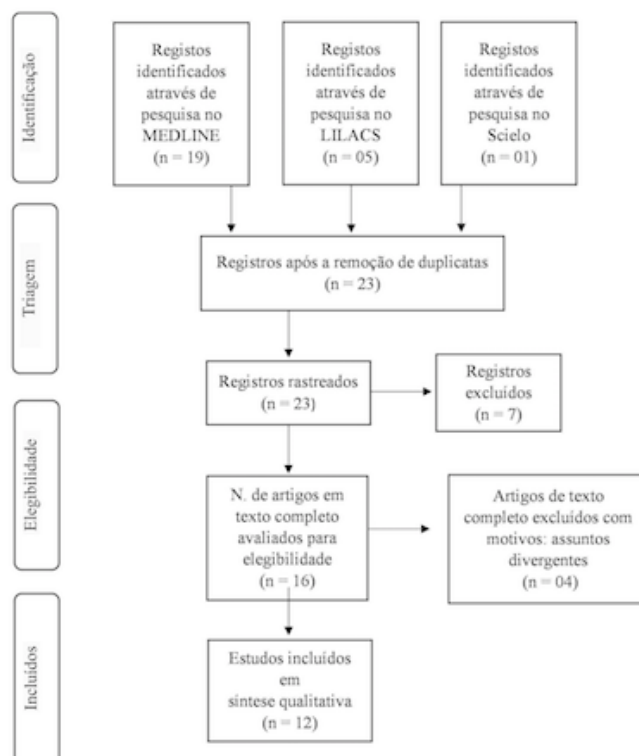 Identificação
Registos
identificados
através de
pesquisa no
MEDLINE
(n = 19)
Registos
identificados
através de
pesquisa no
LILACS
(n = 05)
Registos
identificados
através de
pesquisa no
Scielo
(n = 01)
Triagem
Registros após a remoção de duplicatas
(n = 23)
Registros rastreados
(n = 23)
Registros
excluídos
(n = 7)
Elegibilidade
N. de artigos em
texto completo
avaliados para
elegibilidade
(n = 16)
Artigos de texto
completo excluídos com
motivos: assuntos
divergentes
(n = 04)
Incluídos
Estudos incluídos
em
síntese qualitativa
(n = 12)